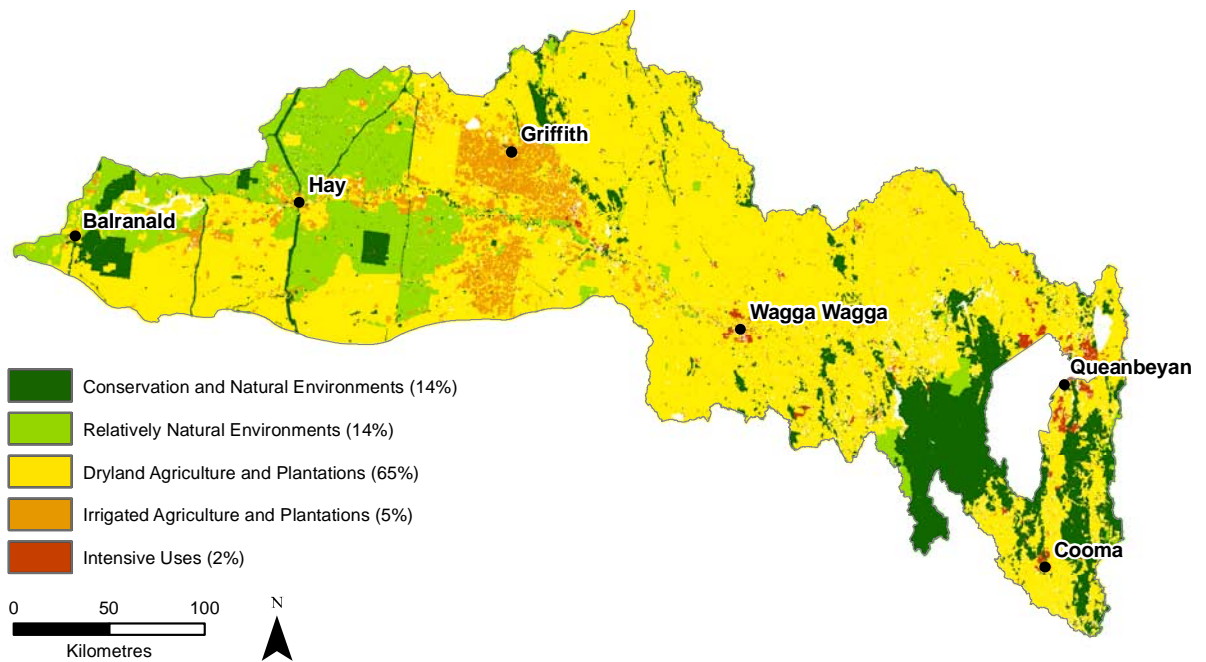 Griffith
Hay
Balranald
Wagga Wagga
Queanbeyan
Cooma
Conservation and Natural Environments (14%)
Relatively Natural Environments (14%)
Dryland Agriculture and Plantations (65%)
Irrigated Agriculture and Plantations (5%)
Intensive Uses (2%)
0 50 100
Kilometres
N